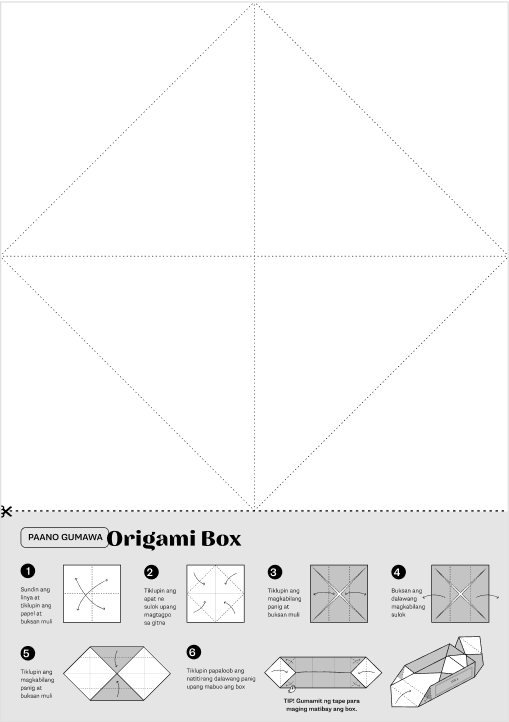 PAANO GUMAWA Origami Box
1
Sundin ang
linya at
tiklupin ang
papel at
buksan muli
2
Tiklupin ang
apat na
sulok upang
magtagpo
sa gitna
3
Tiklupin ang
magkabilang
panig at
buksan muli
4
Buksan ang
dalawang
magkabilang
sulok
5
Tiklupin ang
magkabilang
panig at
buksan muli
6
Tiklupin papaloob ang
natitirang dalawang panig
upang mabuo ang box
TIP! Gumamit ng tape para
maging matibay ang box.